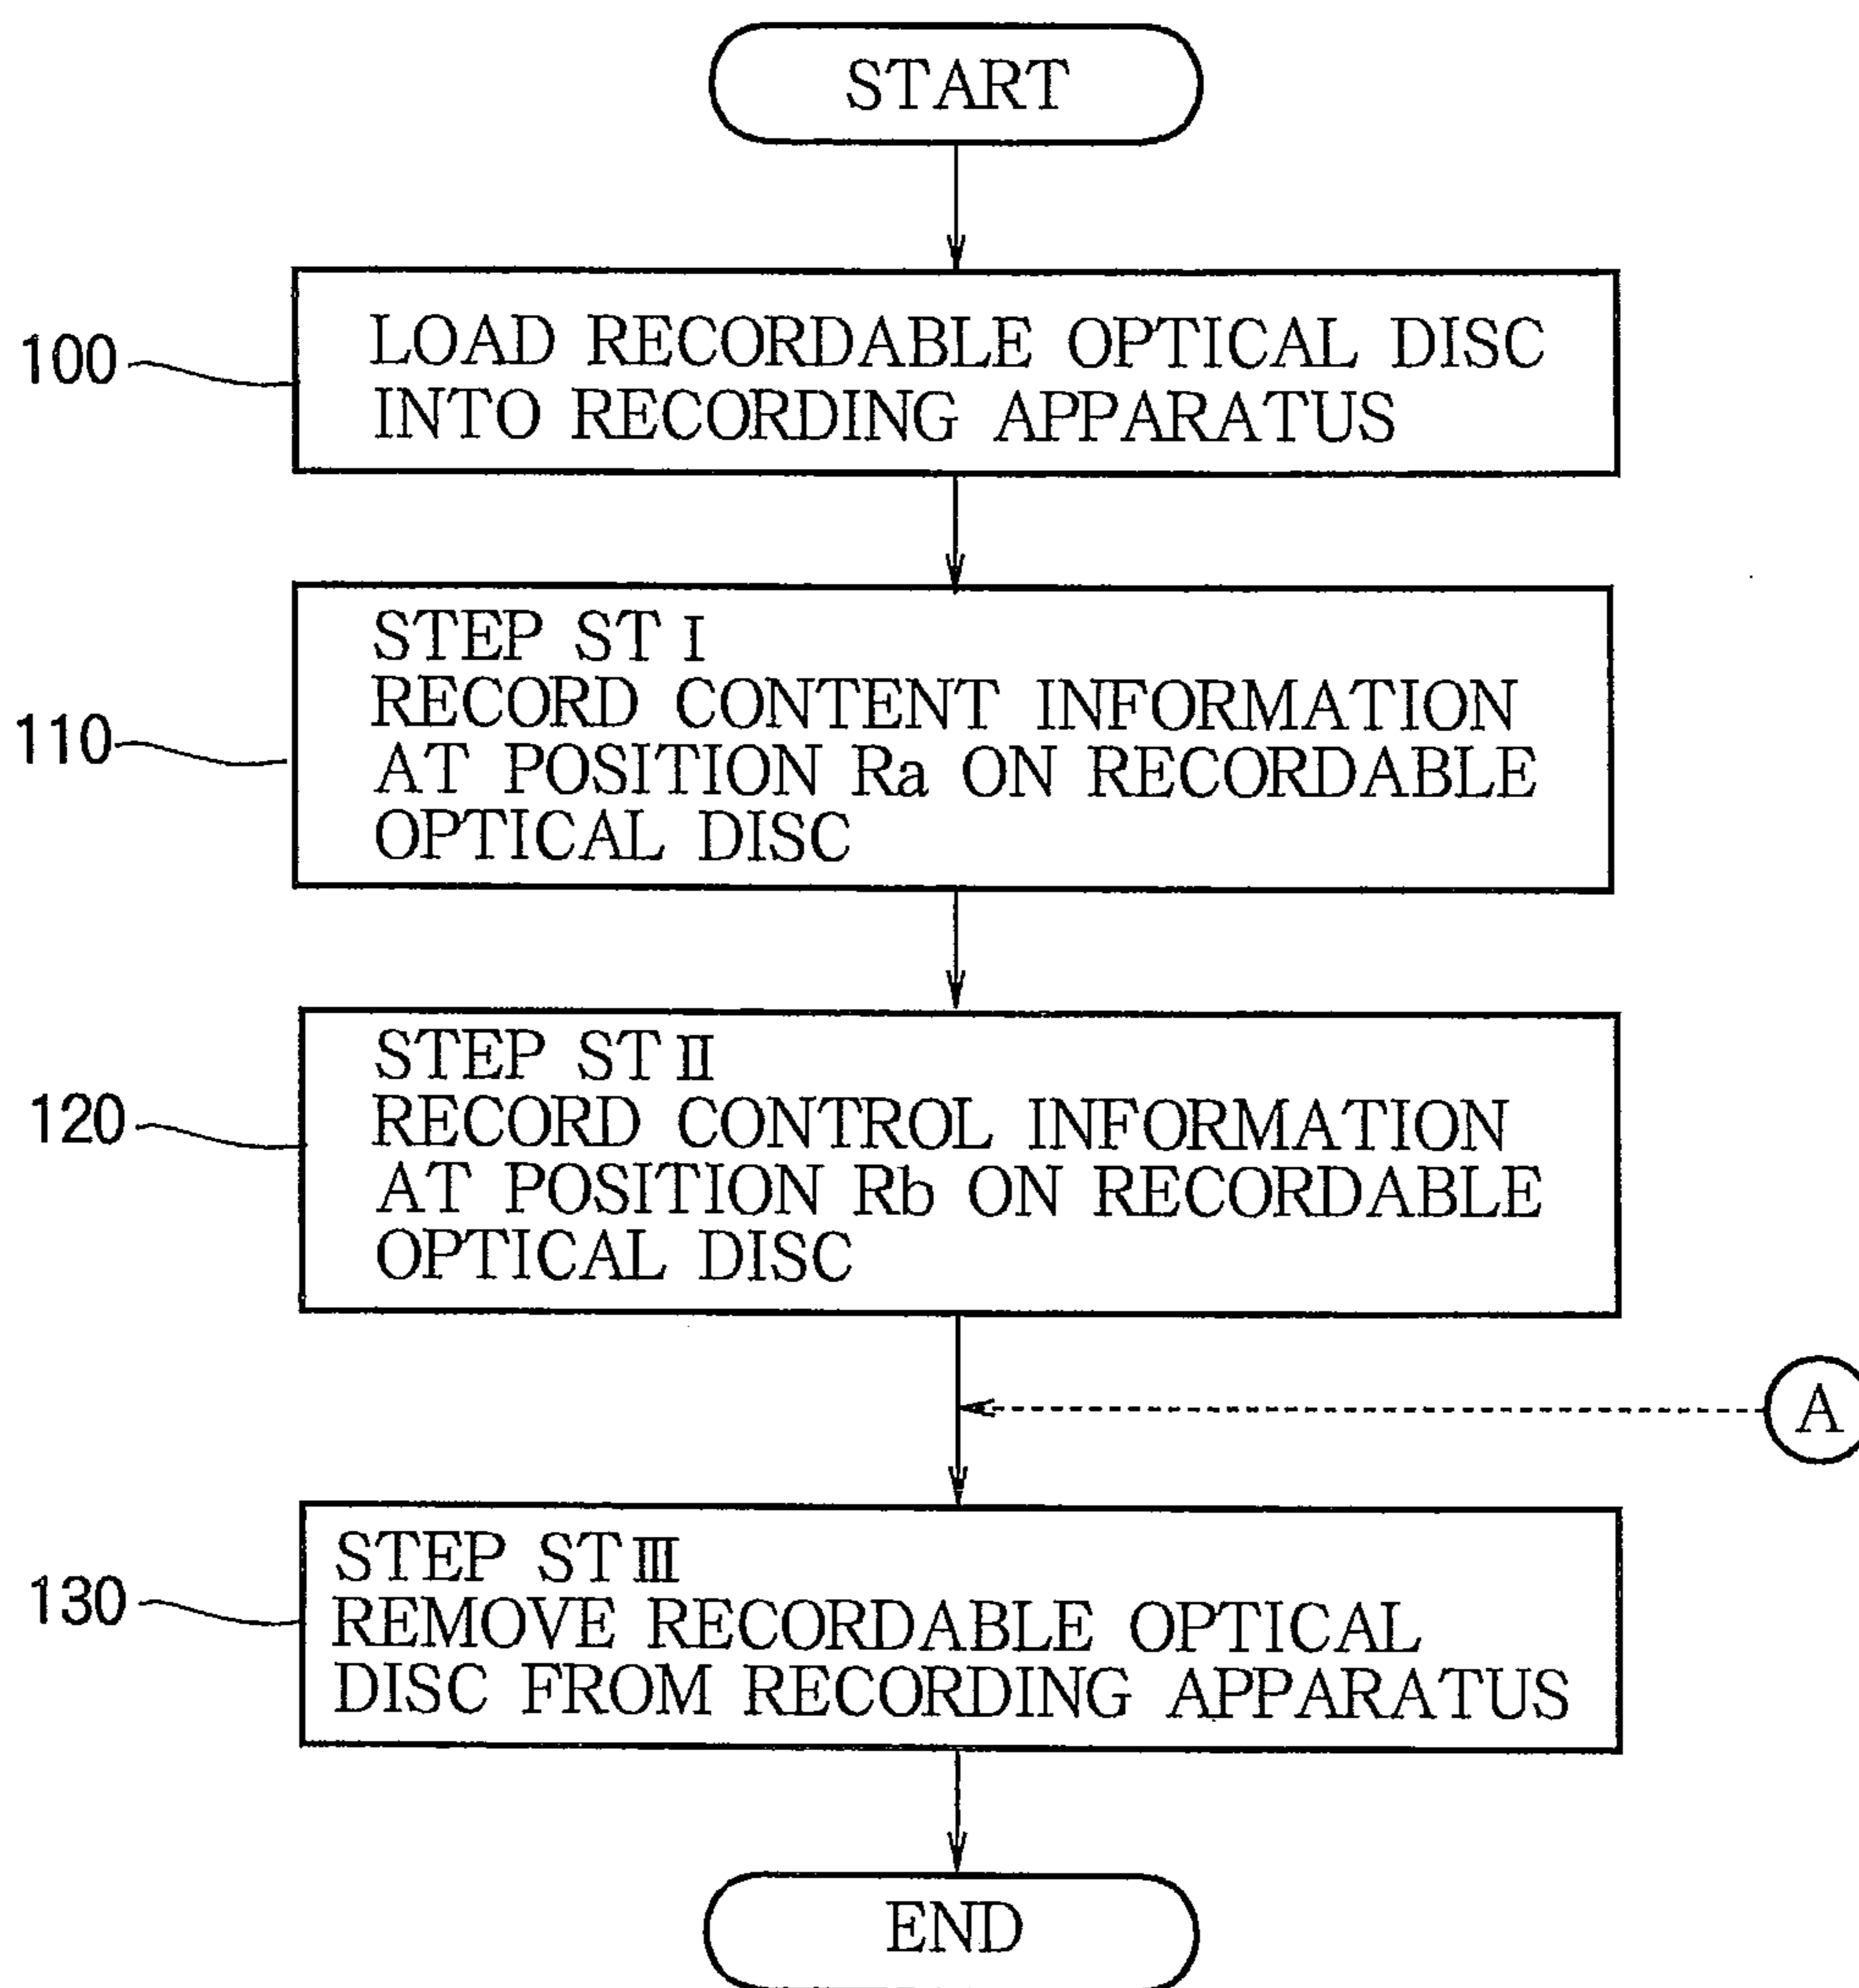 START
100
LOAD RECORDABLE OPTICAL DISC
INTO RECORDING APPARATUS
110
STEP ST I
RECORD CONTENT INFORMATION
AT POSITION Ra ON RECORDABLE
OPTICAL DISC
120
STEP ST II
RECORD CONTROL INFORMATION
AT POSITION Rb ON RECORDABLE
OPTICAL DISC
A
130
STEP ST III
REMOVE RECORDABLE OPTICAL
DISC FROM RECORDING APPARATUS
END